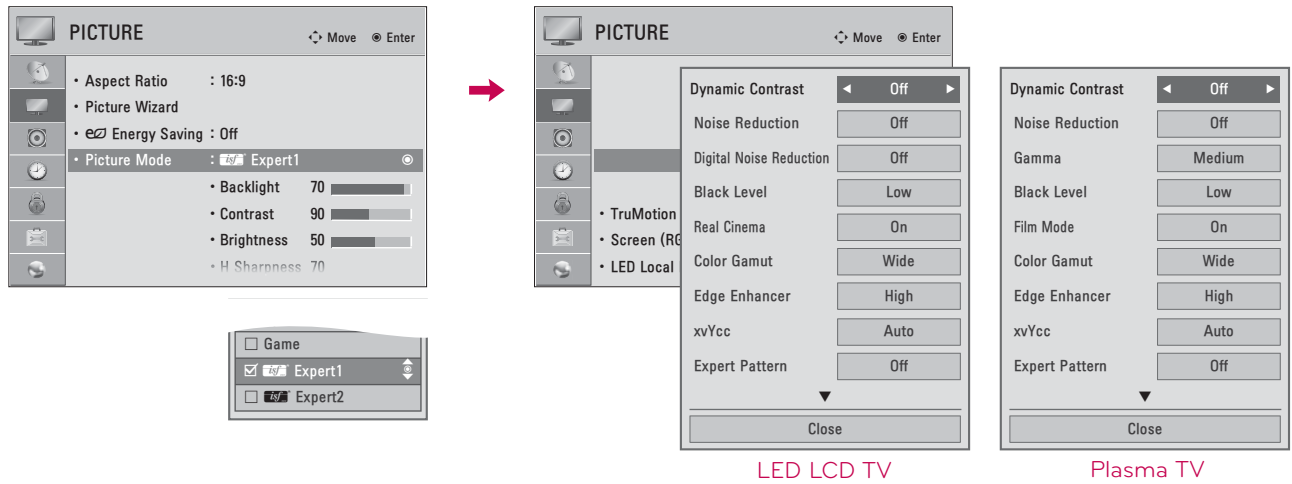 PICTURE
Move Enter
• Aspect Ratio : 16:9
• Picture Wizard
• Energy Saving : Off
• Picture Mode : isf Expert1
• Backlight 70
• Contrast 90
• Brightness 50
• H Sharpness 70
Game
isf Expert1
isf Expert2
PICTURE
Move Enter
• TruMotion
• Screen (RG
• LED Local
Dynamic Contrast Off
Noise Reduction Off
Digital Noise Reduction Off
Black Level Low
Real Cinema On
Color Gamut Wide
Edge Enhancer High
xvYcc Auto
Expert Pattern Off
Close
LED LCD TV
Dynamic Contrast Off
Noise Reduction Off
Gamma Medium
Black Level Low
Film Mode On
Color Gamut Wide
Edge Enhancer High
xvYcc Auto
Expert Pattern Off
Close
Plasma TV